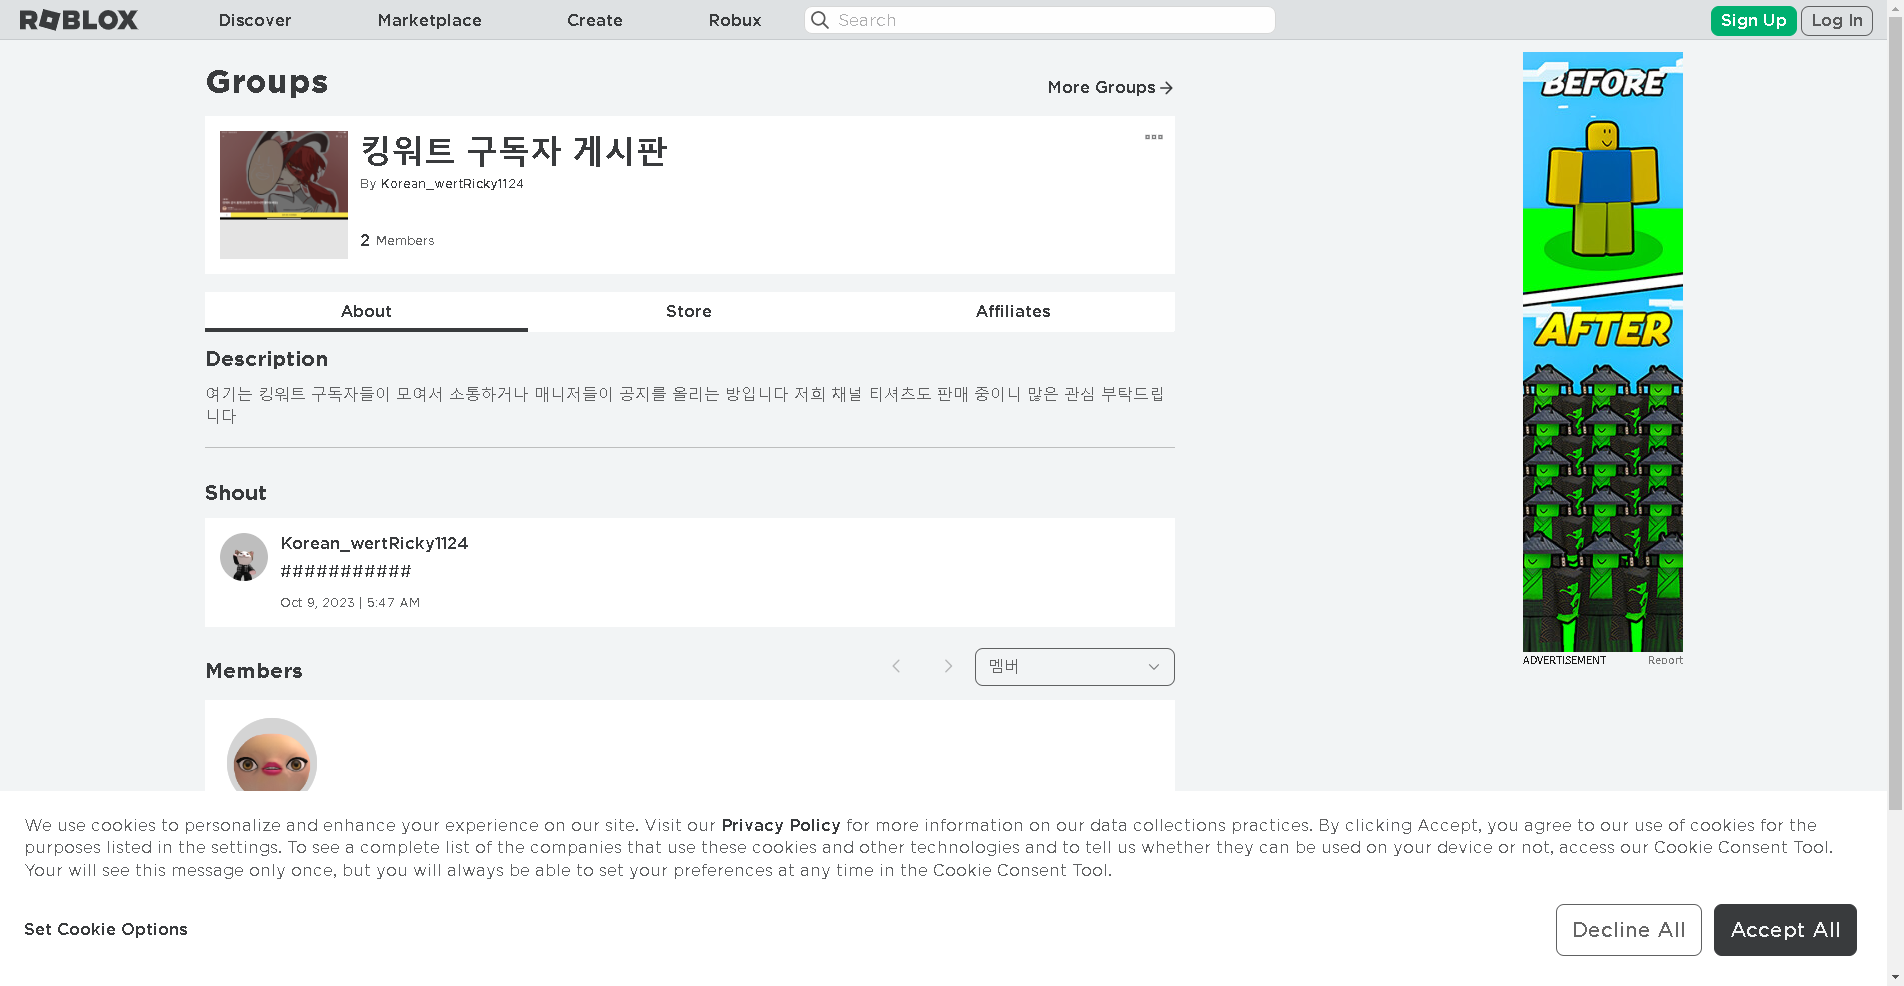 ROBLOX
Discover
Marketplace
Create
Robux
Search
Sign Up
Log In
Groups
More Groups
킹워트 구독자 게시판
By Korean_wertRicky1124
2 Members
About
Store
Affiliates
Description
여기는 킹워트 구독자들이 모여서 소통하거나 매니저들이 공지를 올리는 방입니다 저희 채널 티셔츠도 판매 중이니 많은 관심 부탁드립
니다
Shout
Korean_wertRicky1124
###########
Oct 9, 2023 | 5:47 AM
Members
멤버
BEFORE
AFTER
ADVERTISEMENT
Report
We use cookies to personalize and enhance your experience on our site. Visit our Privacy Policy for more information on our data collections practices. By clicking Accept, you agree to our use of cookies for the
purposes listed in the settings. To see a complete list of the companies that use these cookies and other technologies and to tell us whether they can be used on your device or not, access our Cookie Consent Tool.
Your will see this message only once, but you will always be able to set your preferences at any time in the Cookie Consent Tool.
Set Cookie Options
Decline All
Accept All